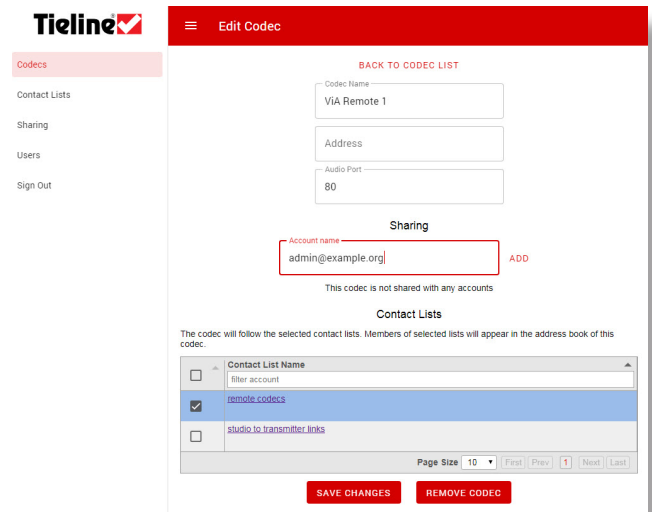 Tieline
Edit Codec
Codecs
Contact Lists
Sharing
Users
Sign Out
BACK TO CODEC LIST
Codec Name
ViA Remote 1
Address
Audio Port
80
Sharing
Account name
admin@example.org
ADD
This codec is not shared with any accounts
Contact Lists
The codec will follow the selected contact lists. Members of selected lists will appear in the address book of this
codec.
Contact List Name
filter account
remote codecs
studio to transmitter links
Page Size 10 First Prev 1 Next Last
SAVE CHANGES REMOVE CODEC